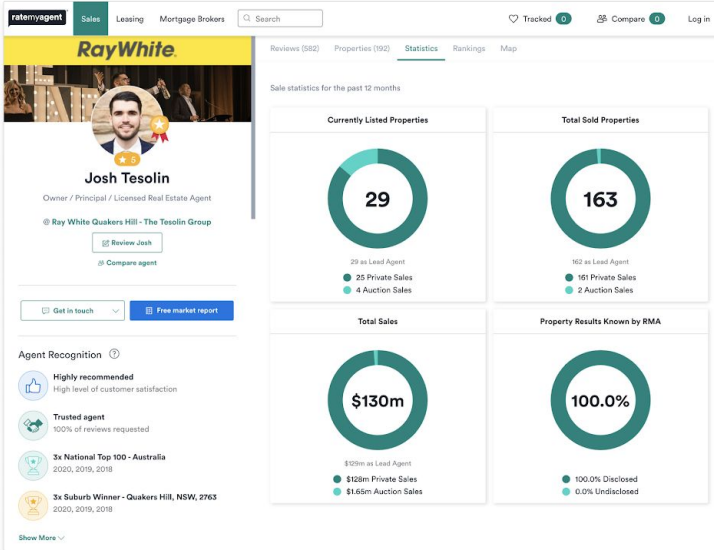 ratemyagent
Sales
Leasing
Mortgage Brokers
Search
Tracked 0
Compare 0
Log in
RayWhite.
5
Josh Tesolin
Owner / Principal / Licensed Real Estate Agent
@ Ray White Quakers Hill - The Tesolin Group
Review Josh
Compare agent
Get in touch
Free market report
Agent Recognition ?
Highly recommended
High level of customer satisfaction
Trusted agent
100% of reviews requested
3x National Top 100 - Australia
2020, 2019, 2018
3x Suburb Winner - Quakers Hill, NSW, 2763
2020, 2019, 2018
Show More
Reviews (582)
Properties (192)
Statistics
Rankings
Map
Sale statistics for the past 12 months
Currently Listed Properties
29
29 as Lead Agent
25 Private Sales
4 Auction Sales
Total Sold Properties
163
162 as Lead Agent
161 Private Sales
2 Auction Sales
Total Sales
$130m
$129m as Lead Agent
$128m Private Sales
$1.65m Auction Sales
Property Results Known by RMA
100.0%
100.0% Disclosed
0.0% Undisclosed